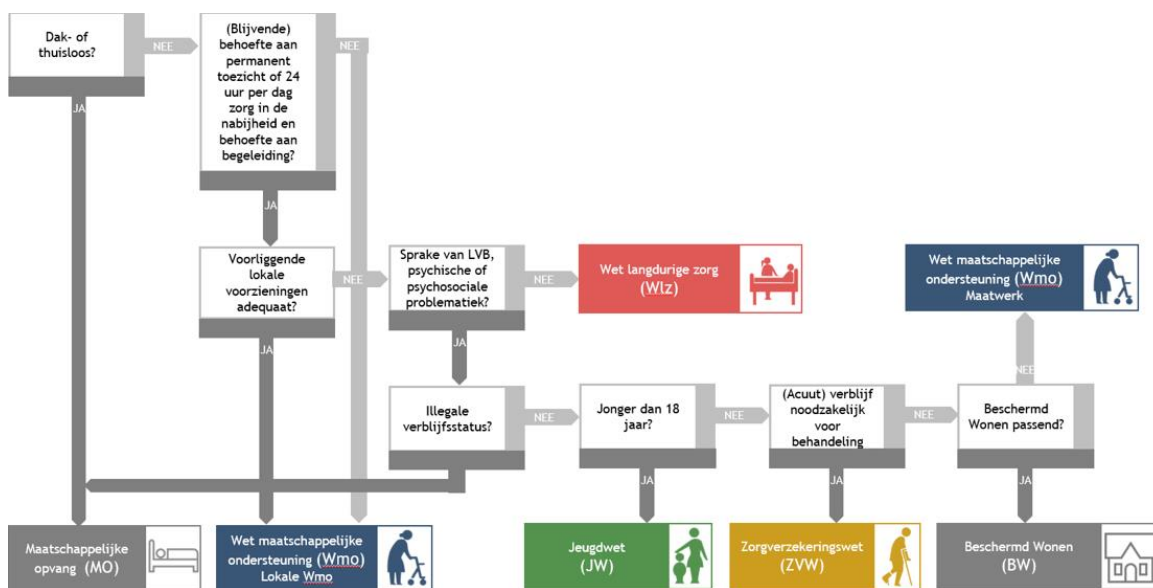 Dak- of
thuisloos?
NEE
JA
(Blijvende)
behoefte aan
permanent
toezicht of 24
uur per dag
zorg in de
nabijheid en
behoefte aan
begeleiding?
NEE
JA
Voorliggende
lokale
voorzieningen
adequaat?
NEE
JA
Sprake van LVB,
psychische of
psychosociale
problematiek?
NEE
JA
Wet langdurige zorg
(Wlz)
Wet maatschappelijke
ondersteuning (Wmo)
Maatwerk
Illegale
verblijfsstatus?
NEE
JA
Jonger dan 18
jaar?
NEE
JA
(Acuut) verblijf
noodzakelijk
voor
behandeling
NEE
JA
Beschermd
Wonen passend?
NEE
JA
Maatschappelijke
opvang (MO)
Wet maatschappelijke
ondersteuning (Wmo)
Lokale Wmo
Jeugdwet
(JW)
Zorgverzekeringswet
(ZVW)
Beschermd Wonen
(BW)